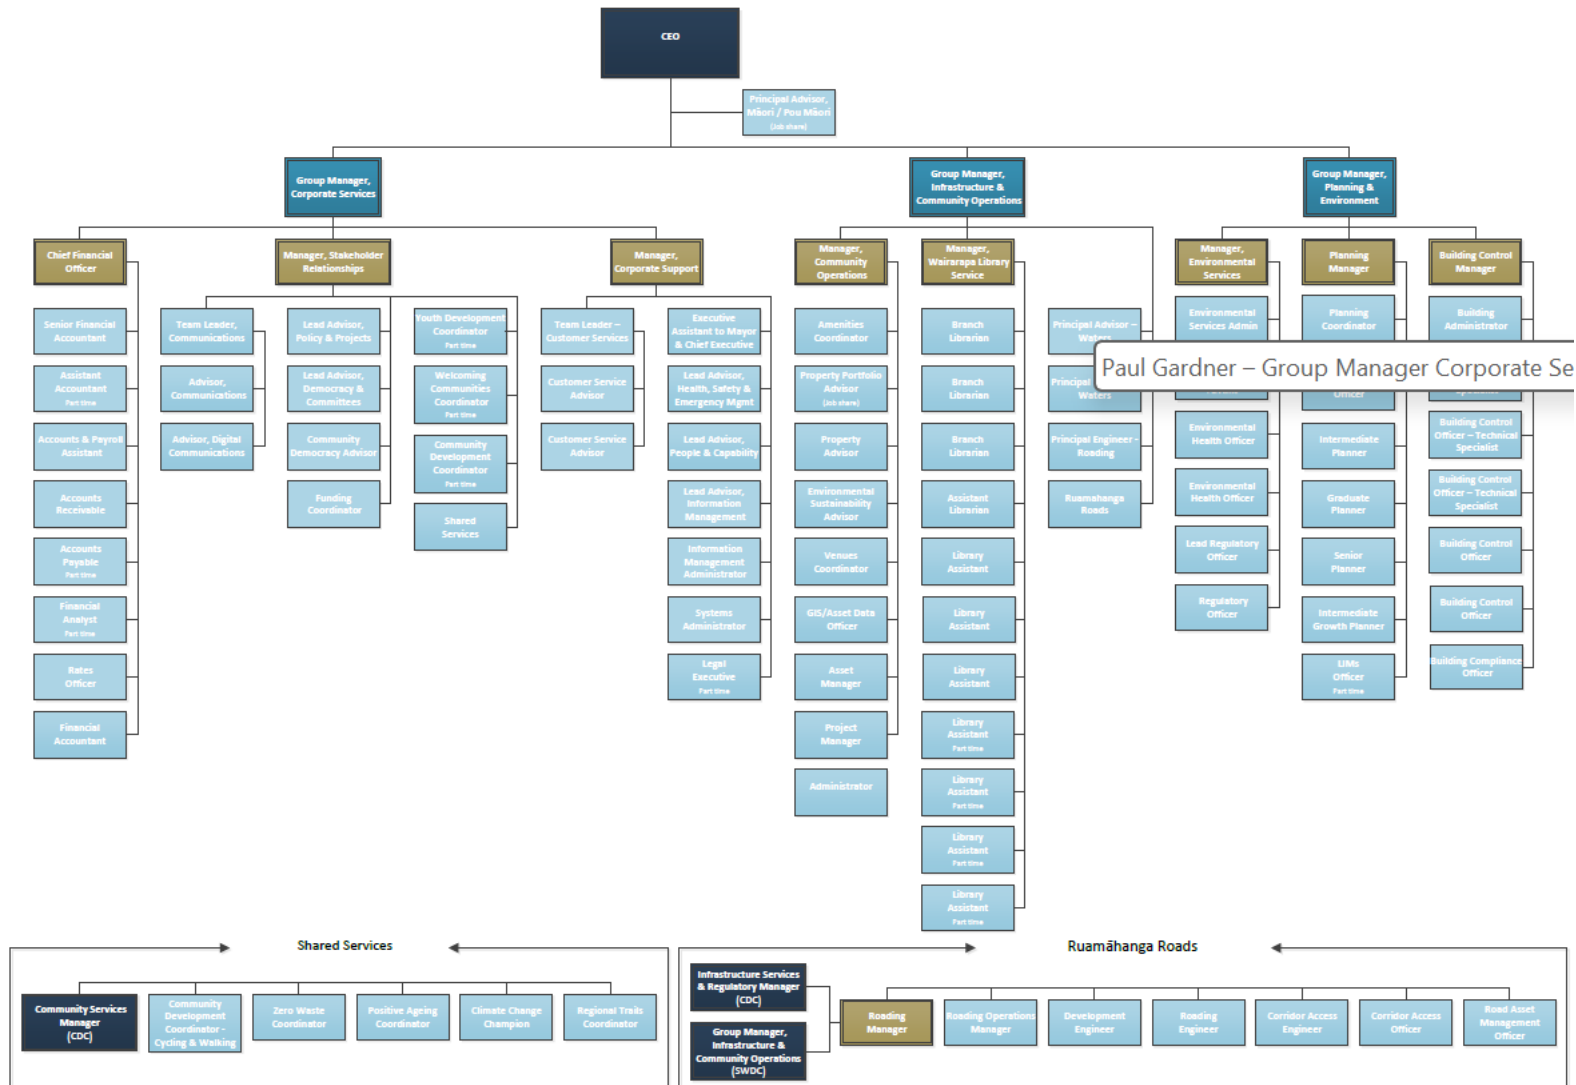 CEO
Principal Advisor,
Māori / Pou Māori
(Job share)
Group Manager,
Corporate Services
Group Manager,
Infrastructure &
Community Operations
Group Manager,
Planning &
Environment
Chief Financial
Officer
Manager, Stakeholder
Relationships
Manager,
Corporate Support
Manager,
Community
Operations
Manager,
Wairarapa Library
Service
Manager,
Environmental
Services
Planning
Manager
Building Control
Manager
Senior Financial
Accountant
Assistant
Accountant
Part time
Accounts & Payroll
Assistant
Accounts
Receivable
Accounts
Payable
Part time
Financial
Analyst
Part time
Rates
Officer
Financial
Accountant
Team Leader,
Communications
Advisor,
Communications
Advisor, Digital
Communications
Lead Advisor,
Policy & Projects
Lead Advisor,
Democracy &
Committees
Community
Democracy Advisor
Funding
Coordinator
Youth Development
Coordinator
Part time
Welcoming
Communities
Coordinator
Part time
Community
Development
Coordinator
Part time
Shared
Services
Team Leader –
Customer Services
Customer Service
Advisor
Customer Service
Advisor
Executive
Assistant to Mayor
& Chief Executive
Lead Advisor,
Health, Safety &
Emergency Mgmt
Lead Advisor,
People & Capability
Lead Advisor,
Information
Management
Information
Management
Administrator
Systems
Administrator
Legal
Executive
Part time
Amenities
Coordinator
Property Portfolio
Advisor
(Job share)
Property
Advisor
Environmental
Sustainability
Advisor
Venues
Coordinator
GIS/Asset Data
Officer
Asset
Manager
Project
Manager
Administrator
Branch
Librarian
Branch
Librarian
Branch
Librarian
Assistant
Librarian
Library
Assistant
Library
Assistant
Library
Assistant
Library
Assistant
Part time
Library
Assistant
Part time
Library
Assistant
Part time
Library
Assistant
Part time
Principal Advisor –
Waters
Principal
Waters
Principal Engineer -
Roading
Ruamahanga
Roads
Environmental
Services Admin
Environmental
Health Officer
Environmental
Health Officer
Lead Regulatory
Officer
Regulatory
Officer
Planning
Coordinator
Officer
Intermediate
Planner
Graduate
Planner
Senior
Planner
Intermediate
Growth Planner
LIMs
Officer
Part time
Building
Administrator
Building Control
Officer – Technical
Specialist
Building Control
Officer – Technical
Specialist
Building Control
Officer
Building Control
Officer
Building Compliance
Officer
Paul Gardner – Group Manager Corporate Se
Shared Services
Community Services
Manager
(CDC)
Community
Development
Coordinator -
Cycling & Walking
Zero Waste
Coordinator
Positive Ageing
Coordinator
Climate Change
Champion
Regional Trails
Coordinator
Ruamāhanga Roads
Infrastructure Services
& Regulatory Manager
(CDC)
Group Manager,
Infrastructure &
Community Operations
(SWDC)
Roading
Manager
Roading Operations
Manager
Development
Engineer
Roading
Engineer
Corridor Access
Engineer
Corridor Access
Officer
Road Asset
Management
Officer